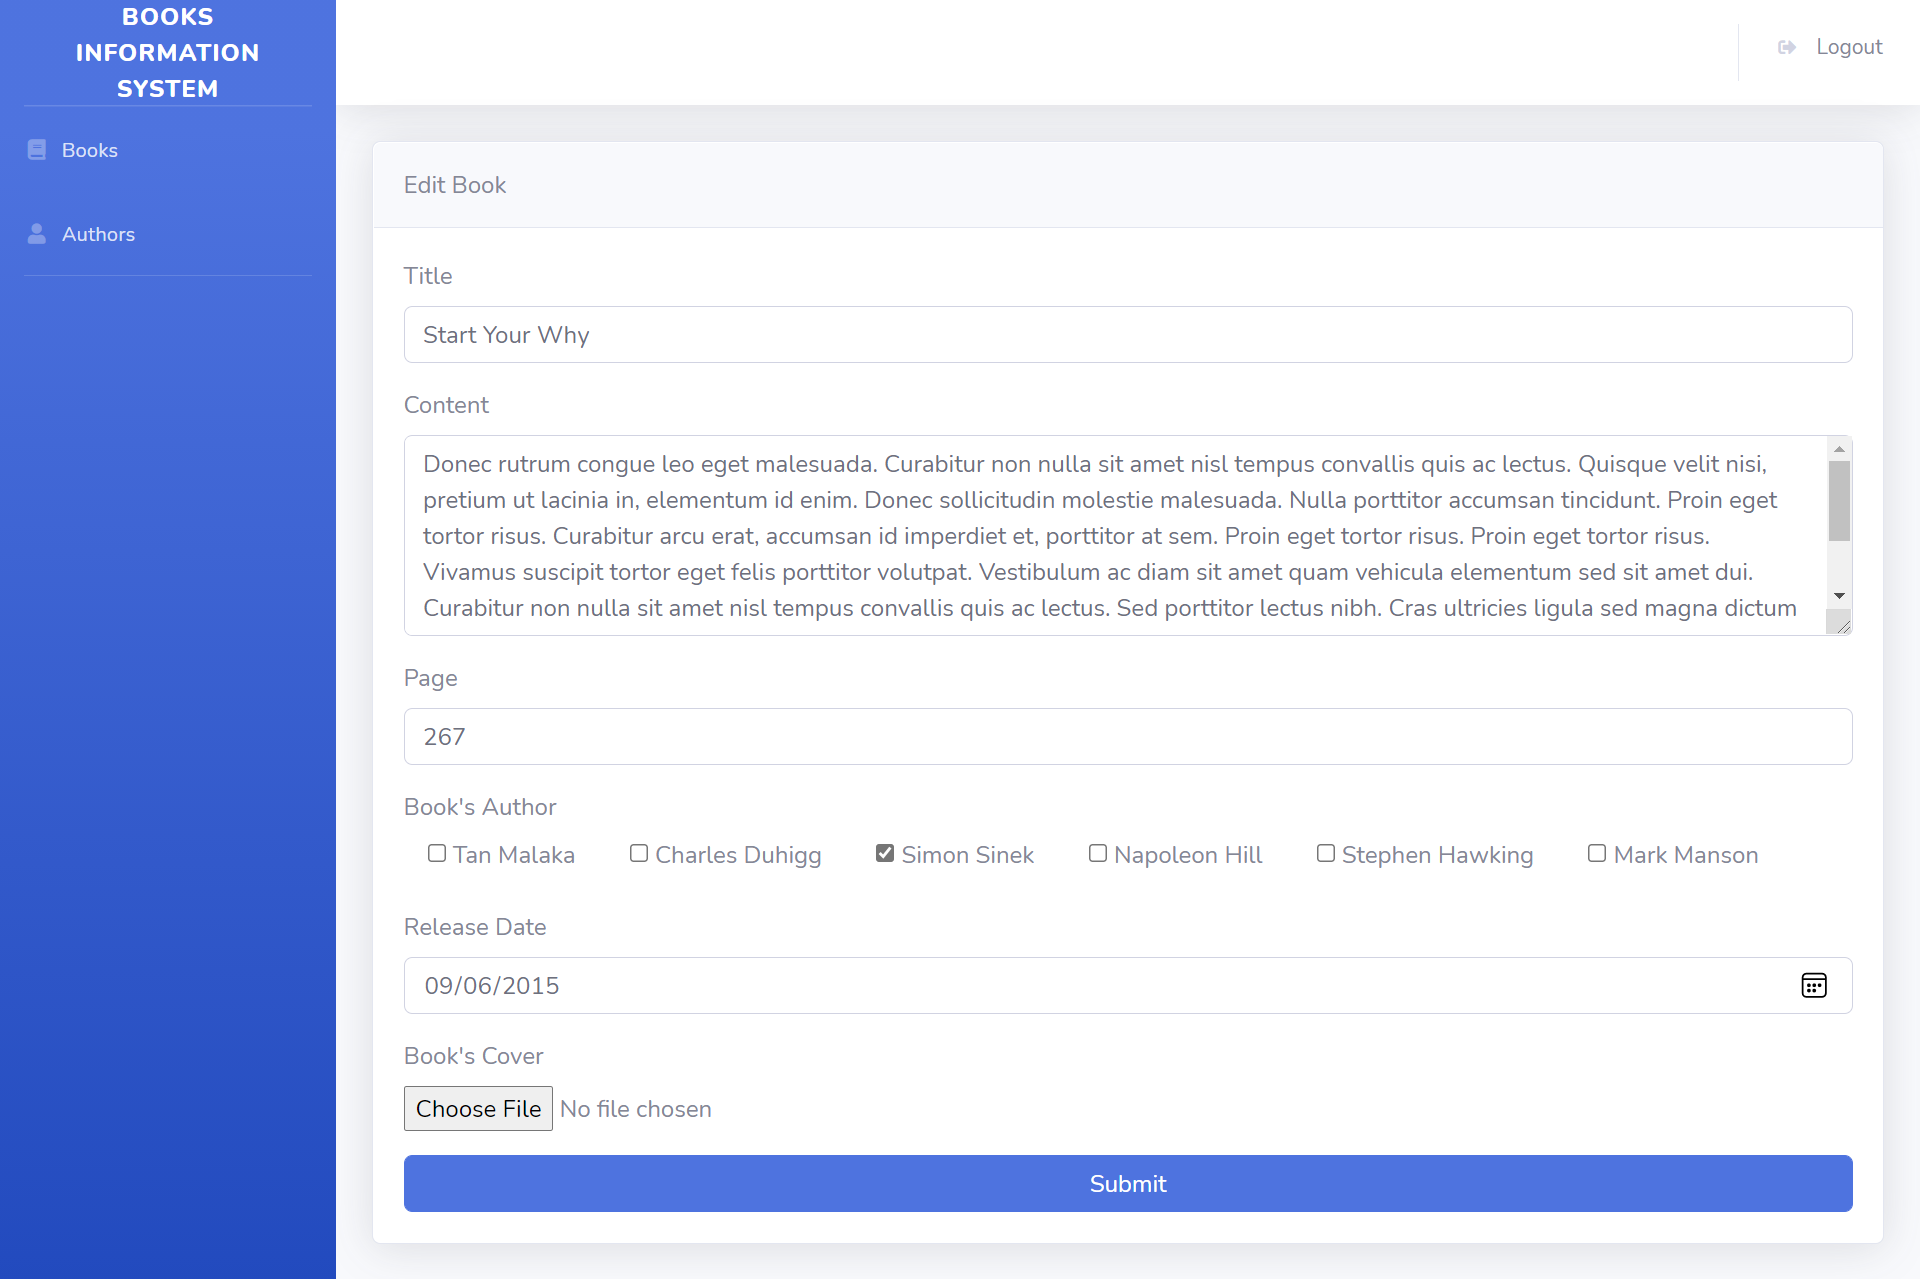 BOOKS
INFORMATION
SYSTEM
Books
Authors
Logout
Edit Book
Title
Start Your Why
Content
Donec rutrum congue leo eget malesuada. Curabitur non nulla sit amet nisl tempus convallis quis ac lectus. Quisque velit nisi,
pretium ut lacinia in, elementum id enim. Donec sollicitudin molestie malesuada. Nulla porttitor accumsan tincidunt. Proin eget
tortor risus. Curabitur arcu erat, accumsan id imperdiet et, porttitor at sem. Proin eget tortor risus. Proin eget tortor risus.
Vivamus suscipit tortor eget felis porttitor volutpat. Vestibulum ac diam sit amet quam vehicula elementum sed sit amet dui.
Curabitur non nulla sit amet nisl tempus convallis quis ac lectus. Sed porttitor lectus nibh. Cras ultricies ligula sed magna dictum
Page
267
Book's Author
Tan Malaka Charles Duhigg Simon Sinek Napoleon Hill Stephen Hawking Mark Manson
Release Date
09/06/2015
Book's Cover
Choose File No file chosen
Submit